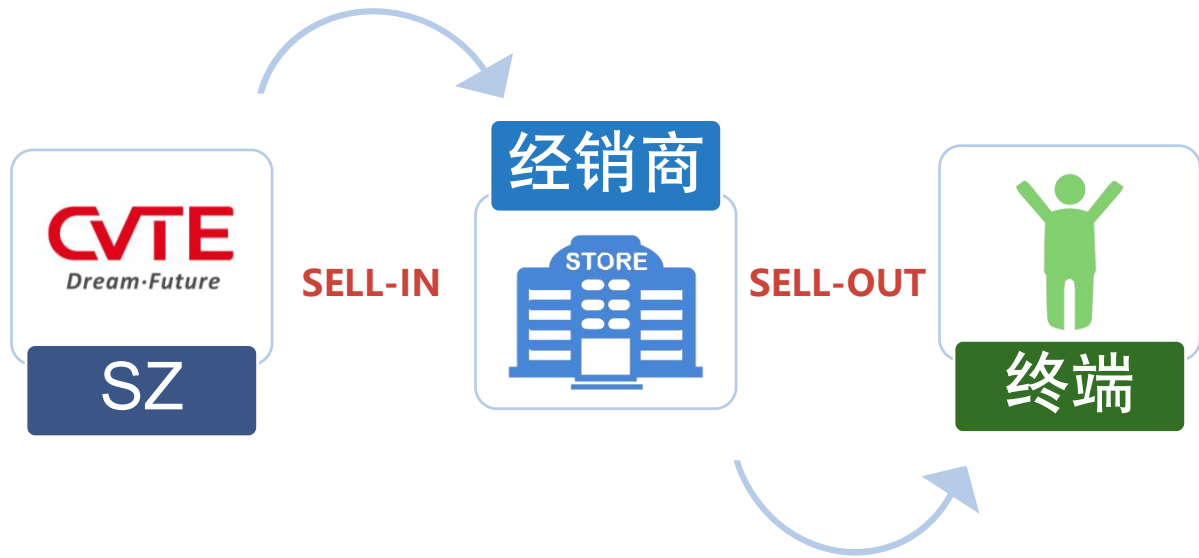 CVTE
Dream·Future
SZ
SELL-IN
经销商
STORE
SELL-OUT
终端